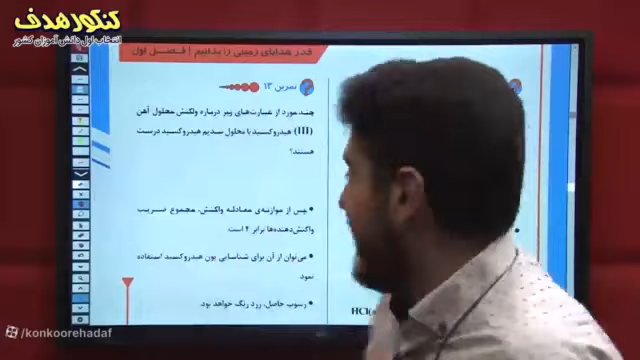 کنکور هدف
انتخاب اول دانش آموزان کشور
قدر هدایای زمینی را بدانیم | فصل اول
تمرین ۱۳
چند مورد از عبارت‌های زیر درباره واکنش محلول آهن
(III) هیدروکسید با محلول سدیم هیدروکسید درست
هستند؟
پس از موازنه‌ی معادله واکنش، مجموع ضریب
واکنش‌دهنده‌ها برابر ۴ است.
می‌توان از آن برای شناسایی یون هیدروکسید استفاده
نمود.
رسوب حاصل، زرد رنگ خواهد بود.
HCl(a
/konkoorehadaf